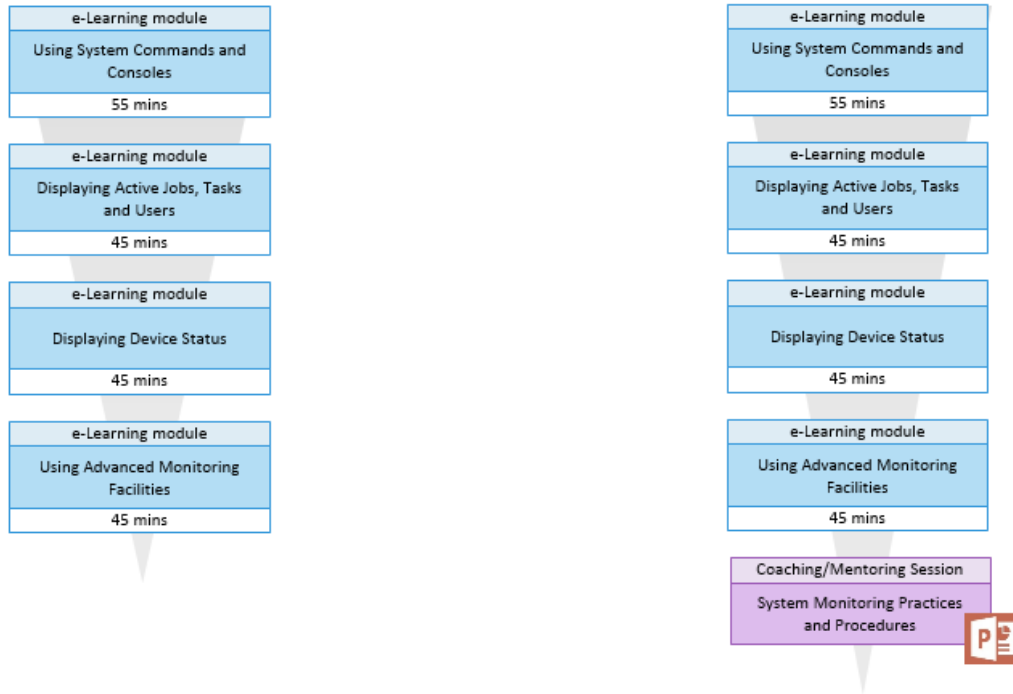 e-Learning module
Using System Commands and
Consoles
55 mins
e-Learning module
Displaying Active Jobs, Tasks
and Users
45 mins
e-Learning module
Displaying Device Status
45 mins
e-Learning module
Using Advanced Monitoring
Facilities
45 mins
e-Learning module
Using System Commands and
Consoles
55 mins
e-Learning module
Displaying Active Jobs, Tasks
and Users
45 mins
e-Learning module
Displaying Device Status
45 mins
e-Learning module
Using Advanced Monitoring
Facilities
45 mins
Coaching/Mentoring Session
System Monitoring Practices
and Procedures
P